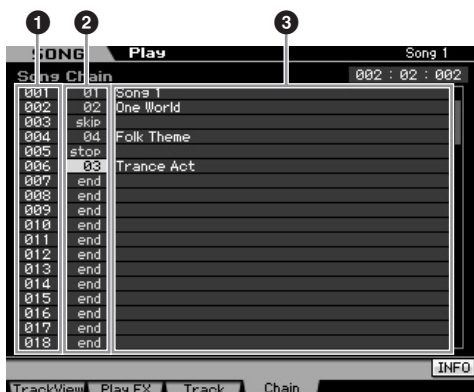 1 2 3
SONG Play Song 1
Song Chain 002 : 02 : 002
001 01 Song 1
002 02 One World
003 skip
004 04 Folk Theme
005 stop
006 03 Trance Act
007 end
008 end
009 end
010 end
011 end
012 end
013 end
014 end
015 end
016 end
017 end
018 end
INFO
TrackView Play FX Track Chain